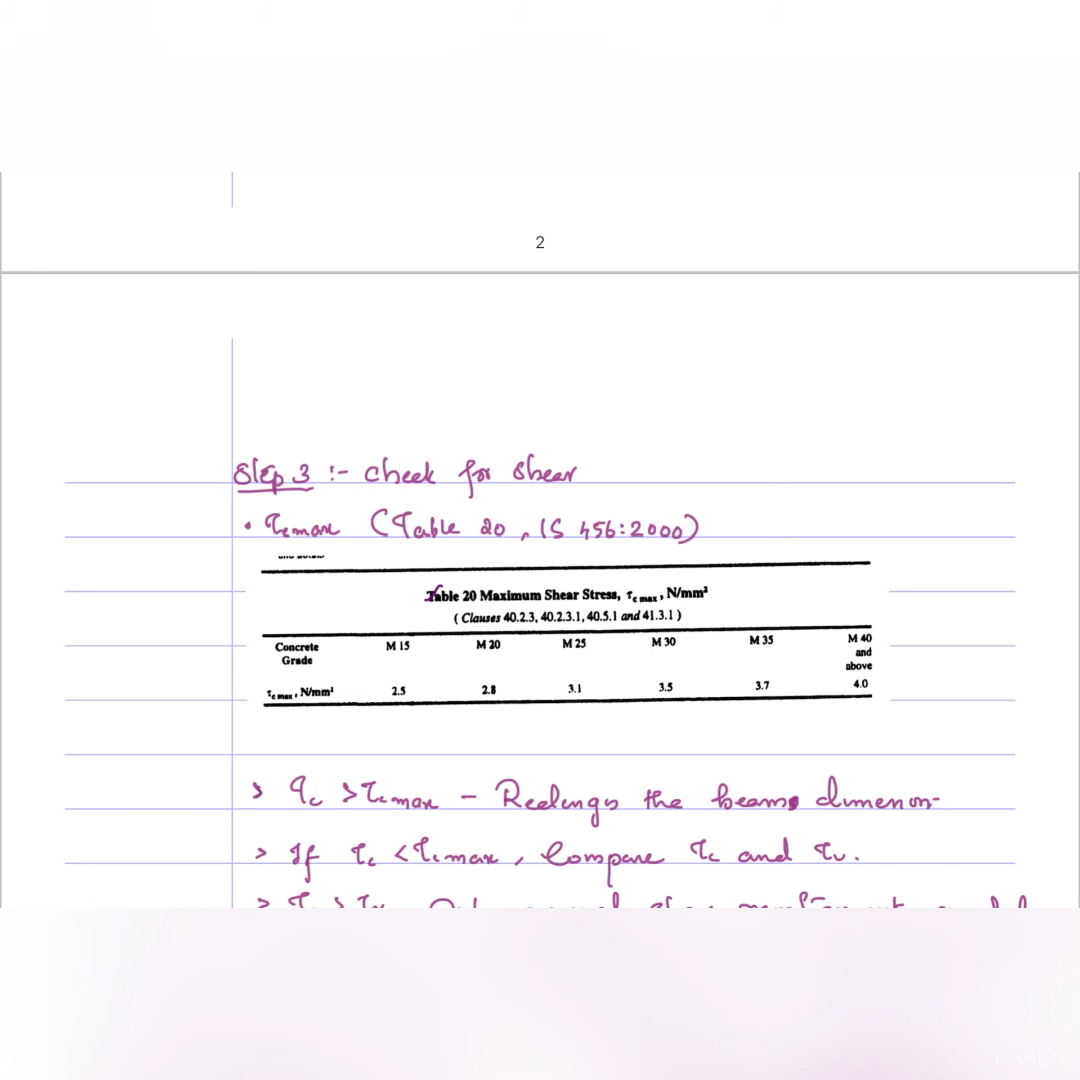 2
Step 3 :- check for shear
• τcmax (Table 20, IS 456:2000)
Table 20 Maximum Shear Stress, τc max, N/mm²
( Clauses 40.2.3, 40.2.3.1, 40.5.1 and 41.3.1 )
Concrete Grade M 15 M 20 M 25 M 30 M 35 M 40 and above
τc max, N/mm² 2.5 2.8 3.1 3.5 3.7 4.0
> τc > τcmax - the beam dimenon-
> If τc < τcmax, Compare τc and τv.